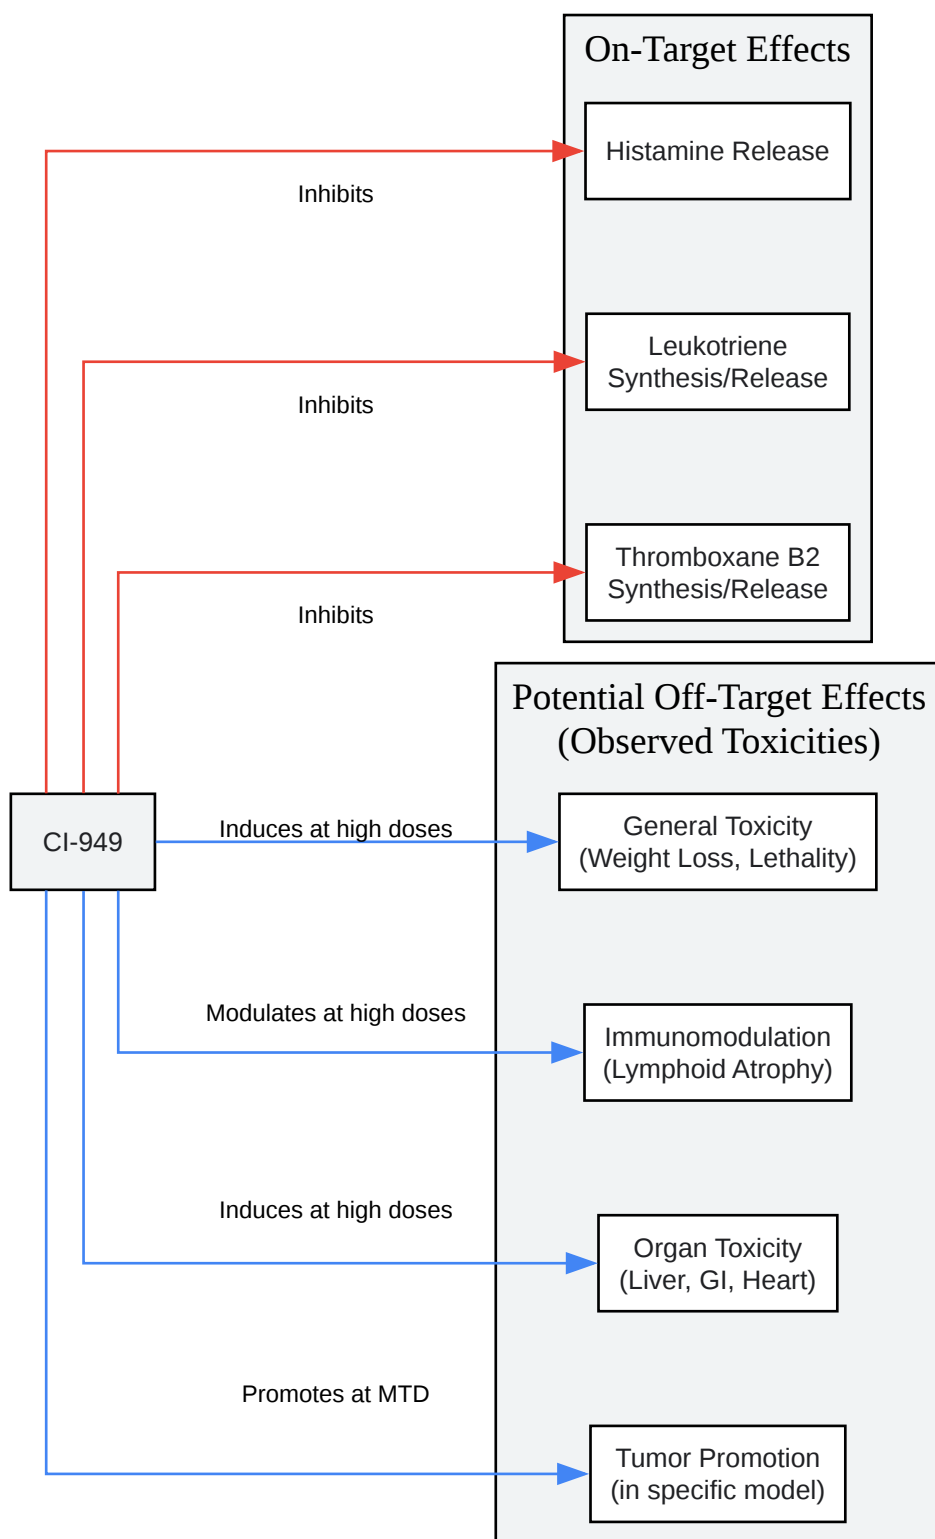 On-Target Effects
Histamine Release
Inhibits
Leukotriene
Synthesis/Release
Inhibits
Thromboxane B2
Synthesis/Release
Inhibits
Potential Off-Target Effects
(Observed Toxicities)
CI-949
Induces at high doses
General Toxicity
(Weight Loss, Lethality)
Modulates at high doses
Immunomodulation
(Lymphoid Atrophy)
Induces at high doses
Organ Toxicity
(Liver, GI, Heart)
Promotes at MTD
Tumor Promotion
(in specific model)